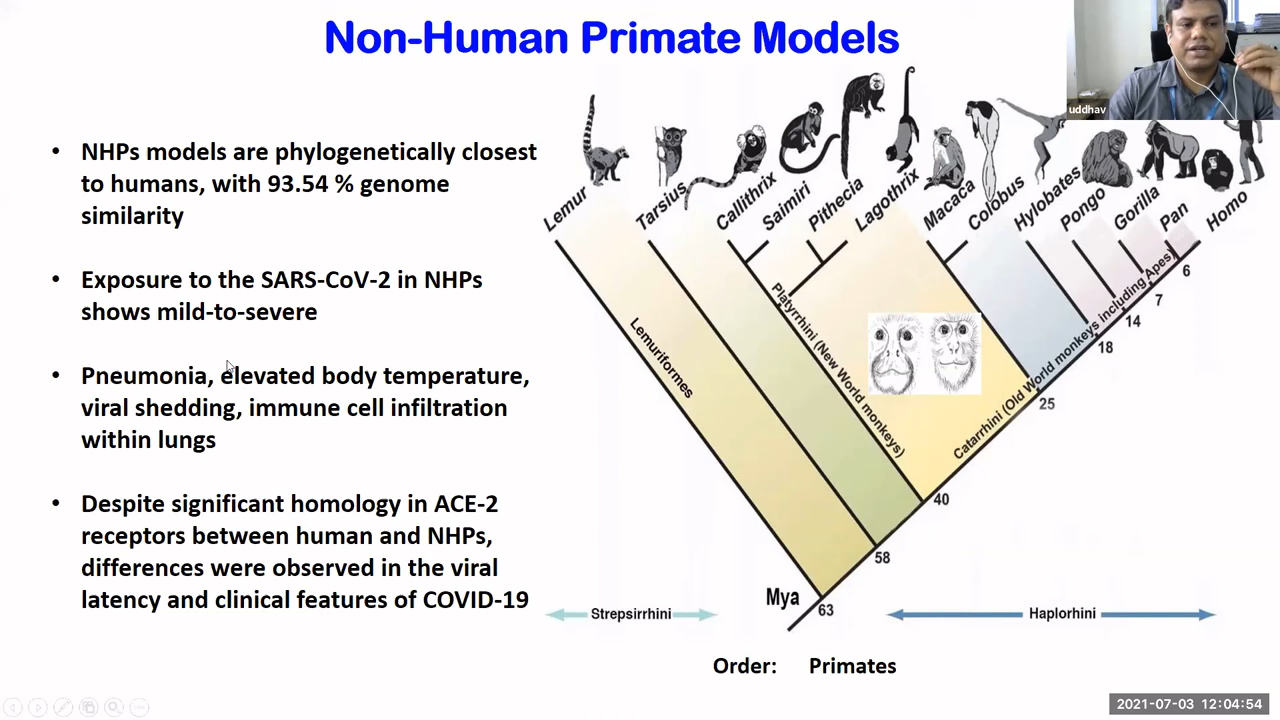 Non-Human Primate Models
uddhav
• NHPs models are phylogenetically closest
to humans, with 93.54 % genome
similarity
• Exposure to the SARS-CoV-2 in NHPs
shows mild-to-severe
• Pneumonia, elevated body temperature,
viral shedding, immune cell infiltration
within lungs
• Despite significant homology in ACE-2
receptors between human and NHPs,
differences were observed in the viral
latency and clinical features of COVID-19
Lemur
Tarsius
Callithrix
Saimiri
Pithecia
Lagothrix
Macaca
Colobus
Hylobates
Pongo
Gorilla
Pan
Homo
Lemuriformes
Platyrrhini (New World monkeys)
Catarrhini (Old World monkeys including Apes)
6
7
14
18
25
40
58
63
Mya
Strepsirrhini
Haplorhini
Order: Primates
2021-07-03 12:04:54